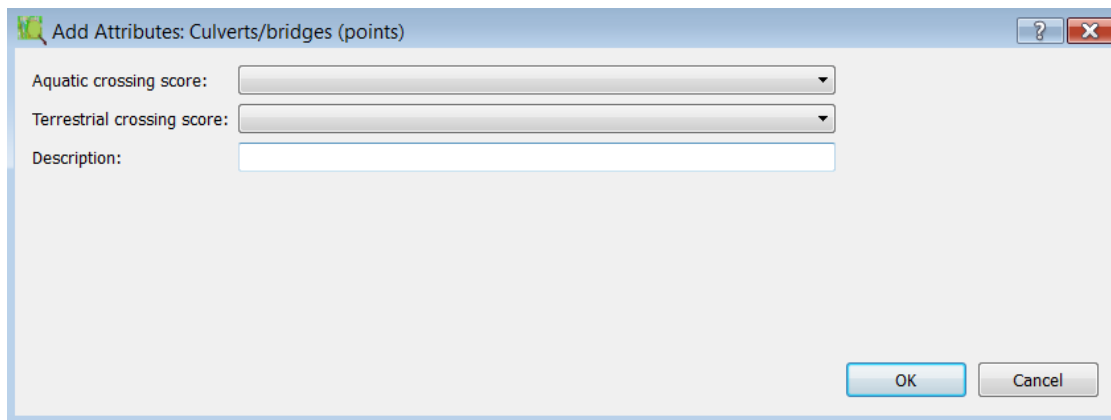 Add Attributes: Culverts/bridges (points)
?
Aquatic crossing score:
Terrestrial crossing score:
Description:
OK Cancel